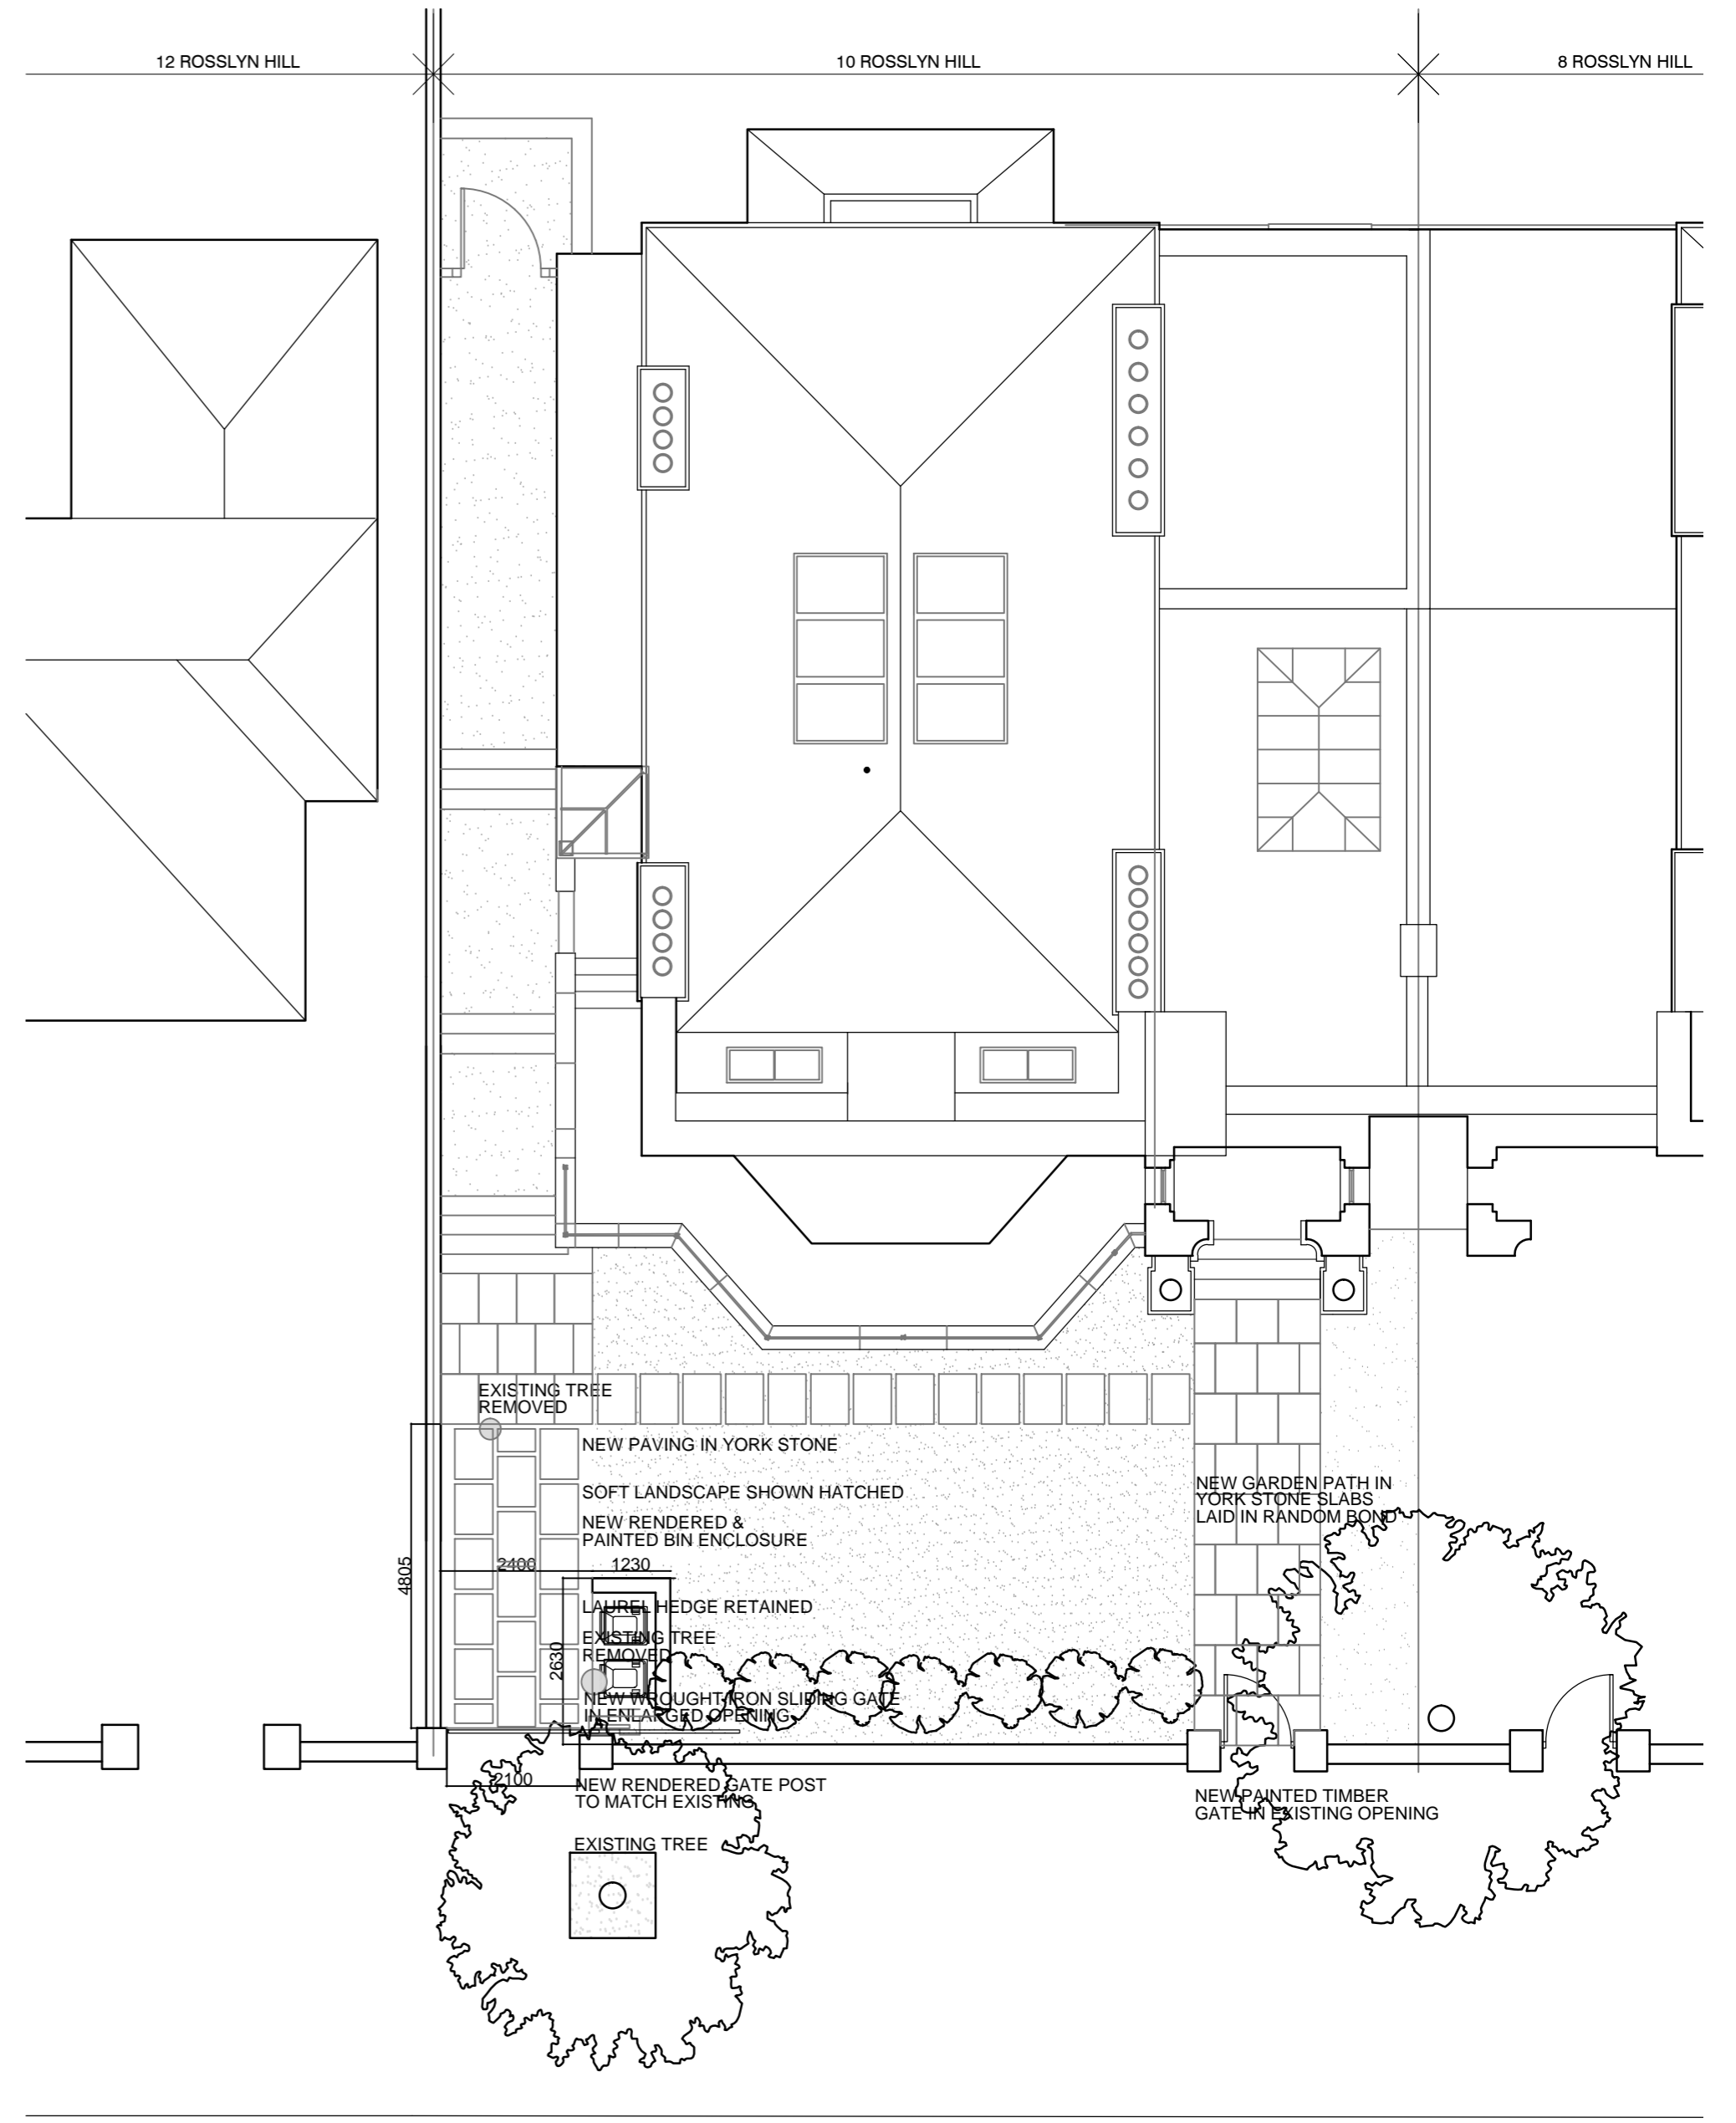 12 ROSSLYN HILL
10 ROSSLYN HILL
8 ROSSLYN HILL
EXISTING TREE
REMOVED
NEW PAVING IN YORK STONE
SOFT LANDSCAPE SHOWN HATCHED
NEW RENDERED &
PAINTED BIN ENCLOSURE
NEW GARDEN PATH IN
YORK STONE SLABS
LAID IN RANDOM BOND
4805
2400
1230
LAUREL HEDGE RETAINED
EXISTING TREE
REMOVED
2630
NEW WROUGHT IRON SLIDING GATE
IN ENLARGED OPENING
2100
NEW RENDERED GATE POST
TO MATCH EXISTING
NEW PAINTED TIMBER
GATE IN EXISTING OPENING
EXISTING TREE